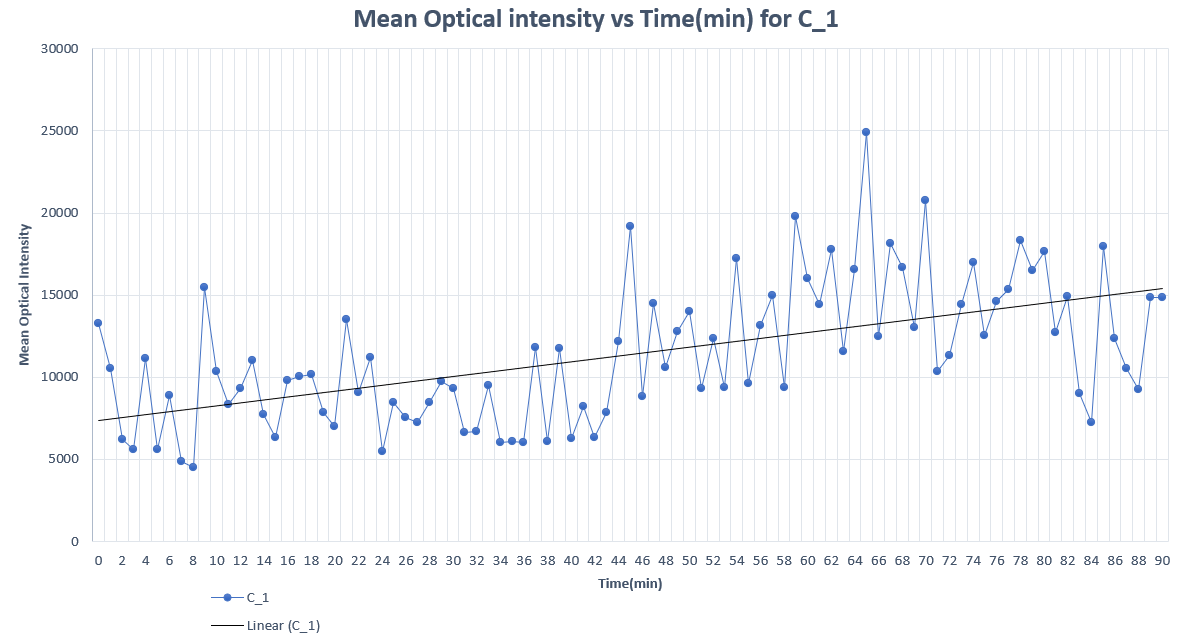 Mean Optical intensity vs Time(min) for C_1
30000
25000
20000
15000
10000
5000
0
Mean Optical Intensity
0 2 4 6 8 10 12 14 16 18 20 22 24 26 28 30 32 34 36 38 40 42 44 46 48 50 52 54 56 58 60 62 64 66 68 70 72 74 76 78 80 82 84 86 88 90
Time(min)
C_1
Linear (C_1)